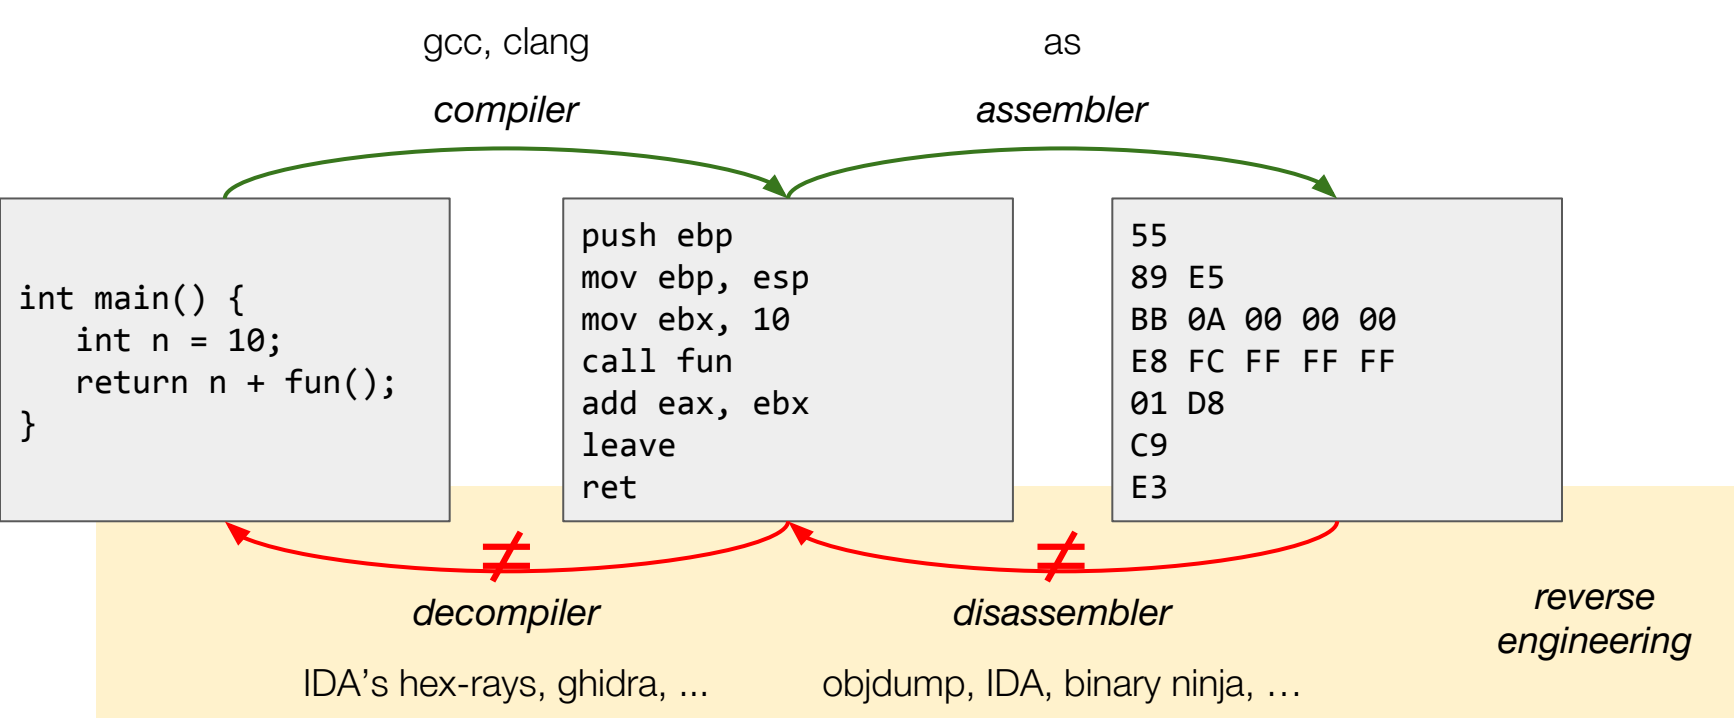 gcc, clang
as
compiler
assembler
int main() {
   int n = 10;
   return n + fun();
}
push ebp
mov ebp, esp
mov ebx, 10
call fun
add eax, ebx
leave
ret
55
89 E5
BB 0A 00 00 00
E8 FC FF FF FF
01 D8
C9
E3
≠
≠
decompiler
disassembler
IDA’s hex-rays, ghidra, ...
objdump, IDA, binary ninja, …
reverse
engineering